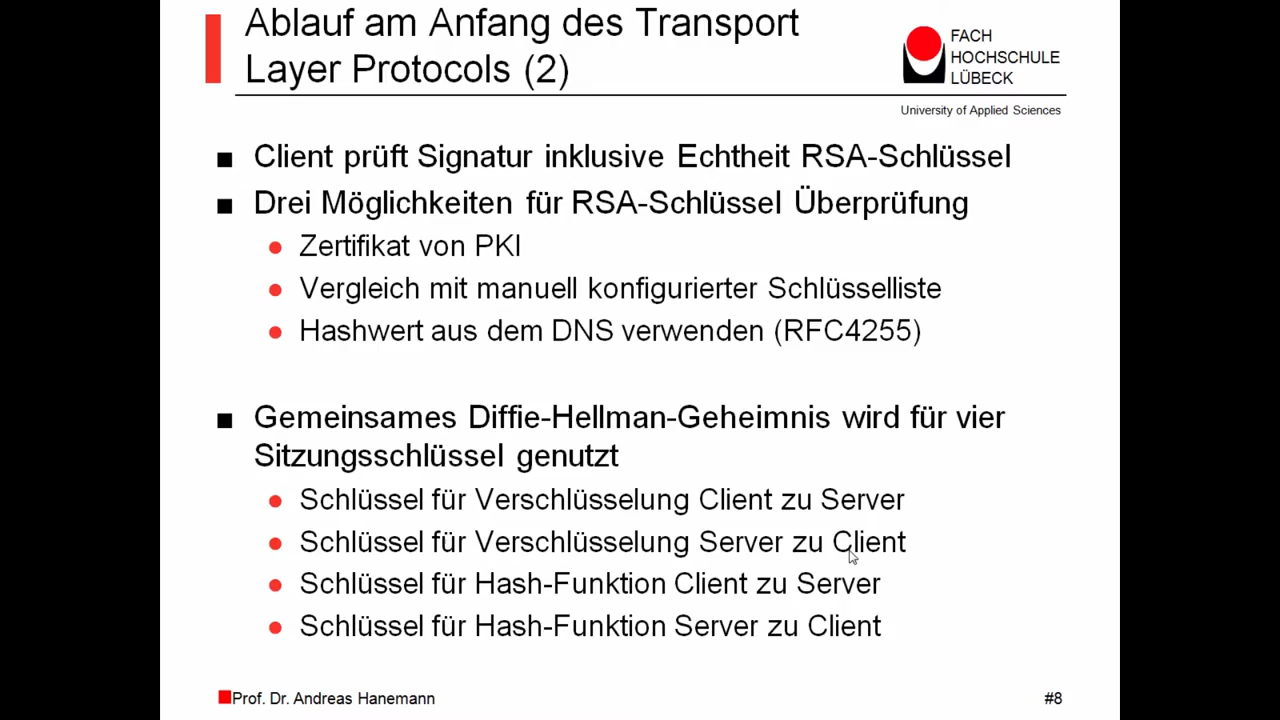 Ablauf am Anfang des Transport
Layer Protocols (2)
FACH
HOCHSCHULE
LÜBECK
University of Applied Sciences
Client prüft Signatur inklusive Echtheit RSA-Schlüssel
Drei Möglichkeiten für RSA-Schlüssel Überprüfung
Zertifikat von PKI
Vergleich mit manuell konfigurierter Schlüsselliste
Hashwert aus dem DNS verwenden (RFC4255)
Gemeinsames Diffie-Hellman-Geheimnis wird für vier
Sitzungsschlüssel genutzt
Schlüssel für Verschlüsselung Client zu Server
Schlüssel für Verschlüsselung Server zu Client
Schlüssel für Hash-Funktion Client zu Server
Schlüssel für Hash-Funktion Server zu Client
Prof. Dr. Andreas Hanemann
#8